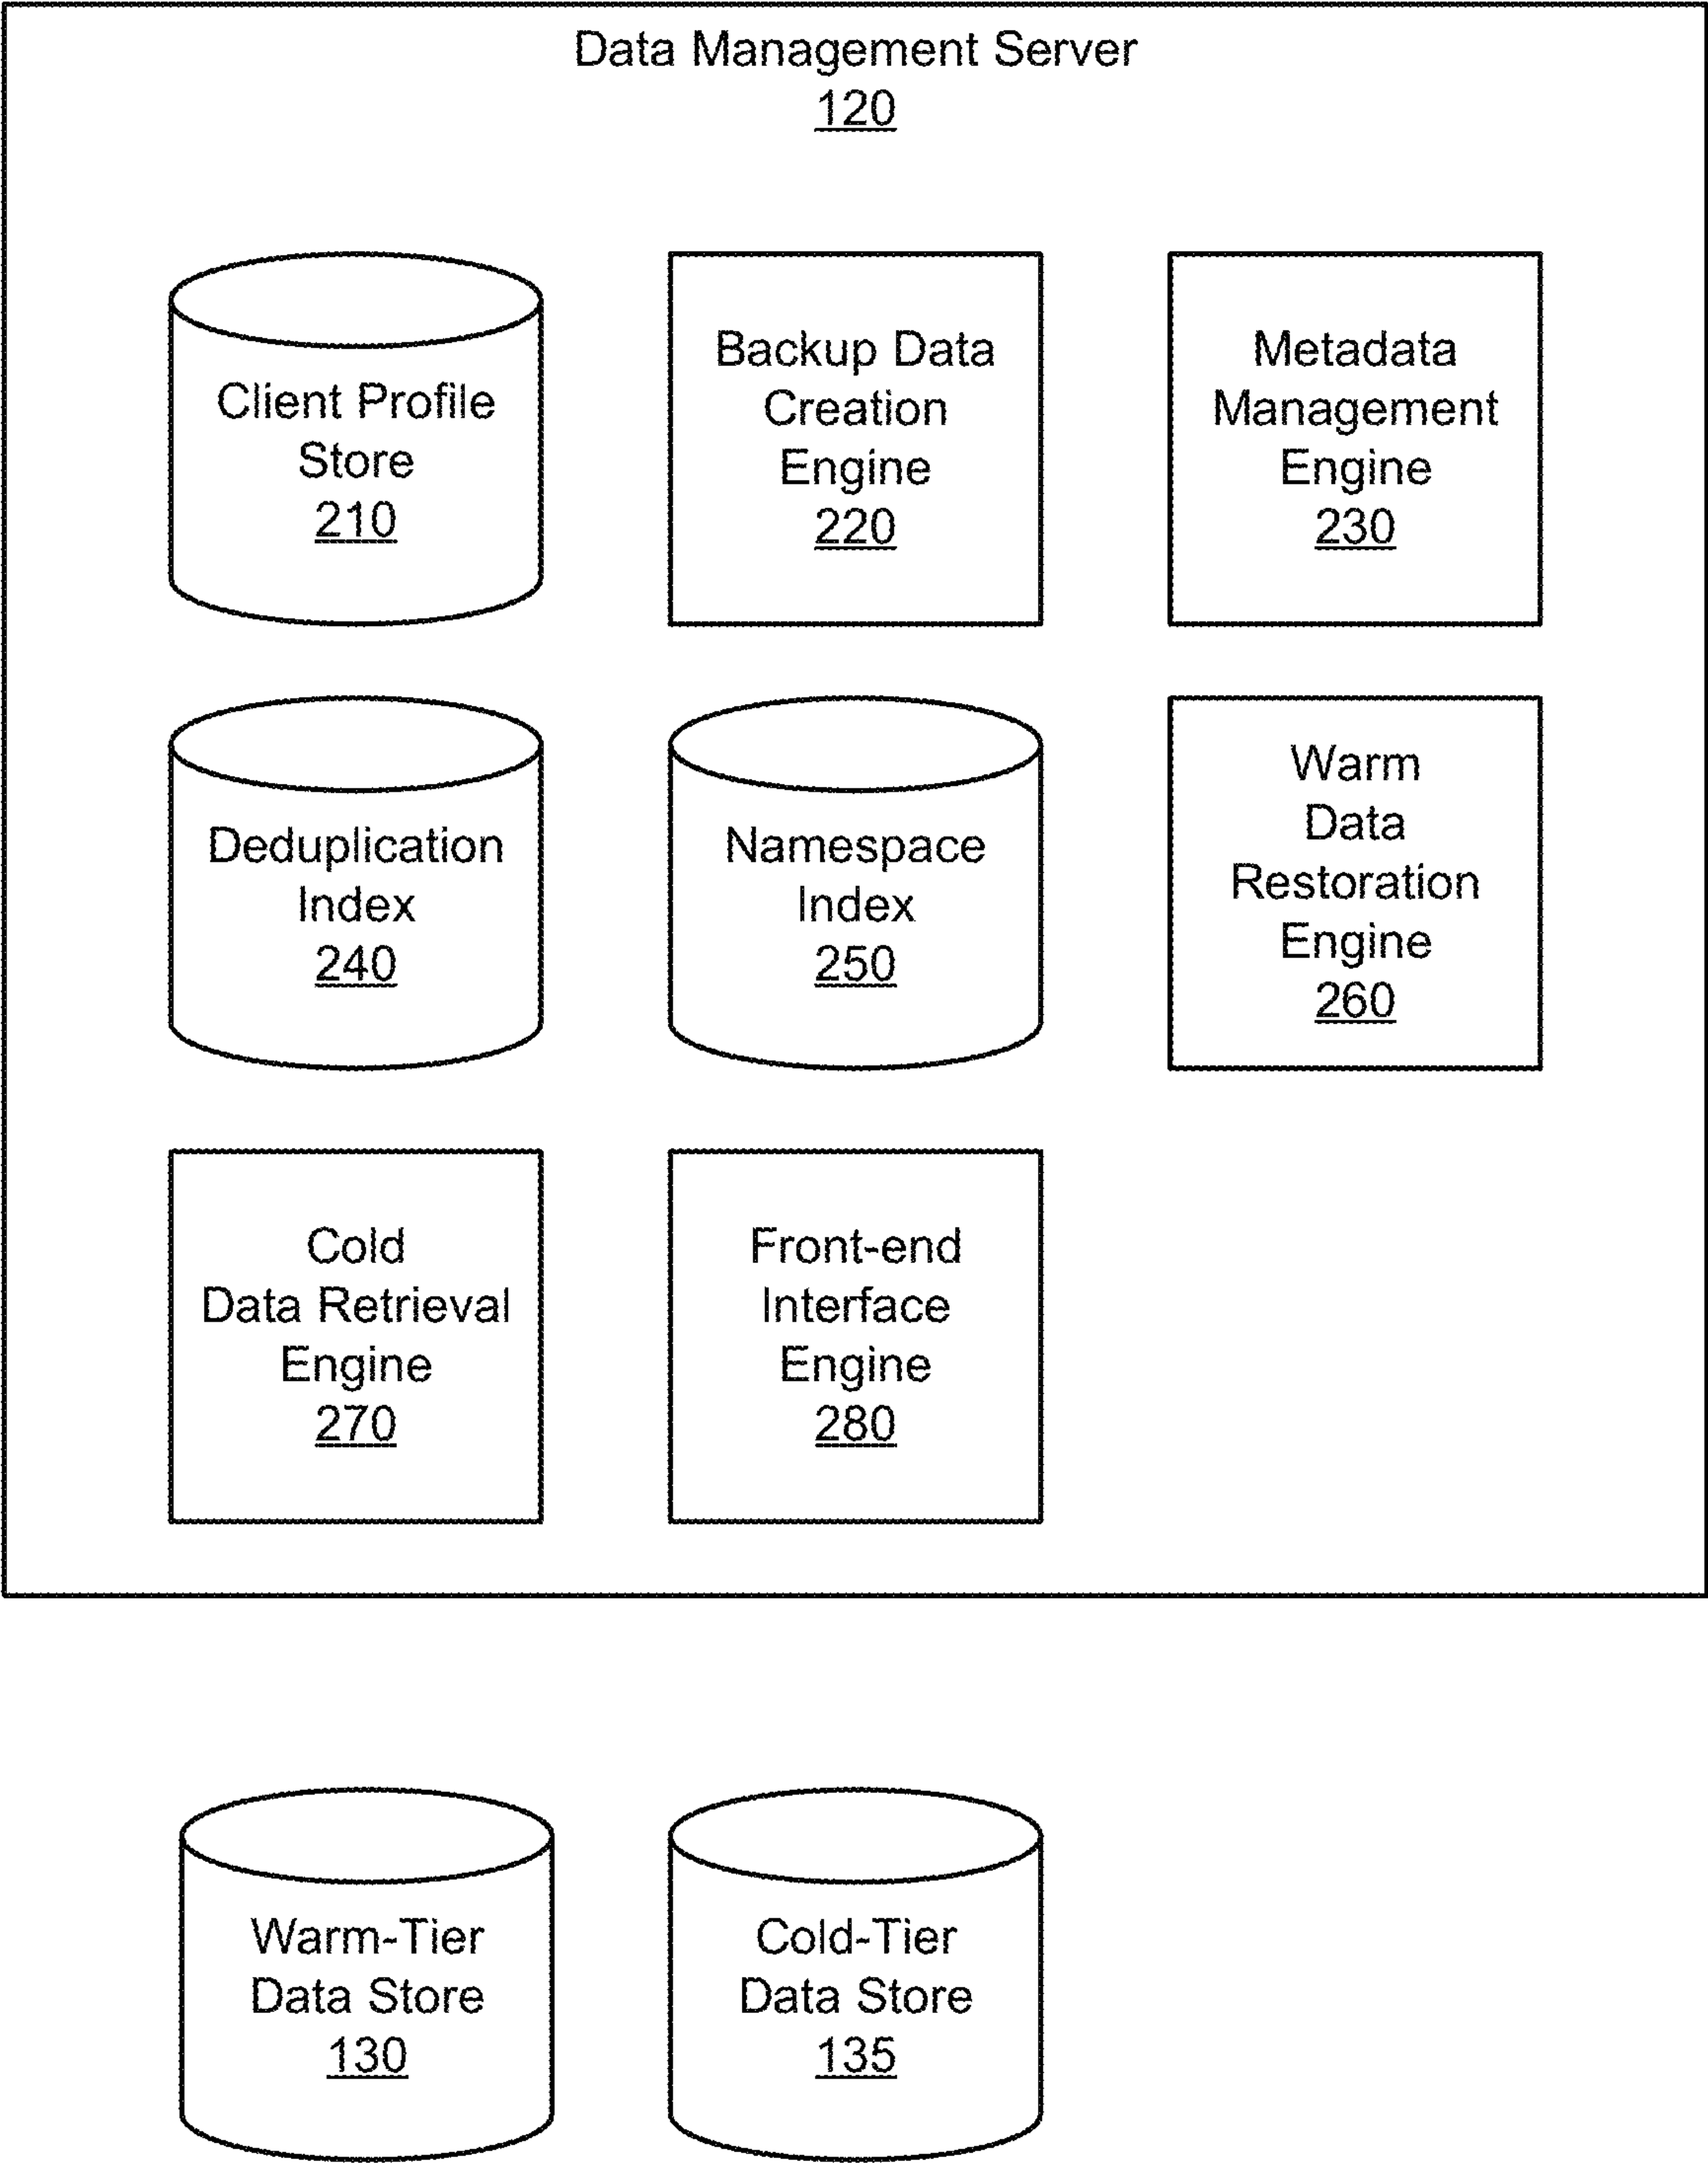 Data Management Server
120
Client Profile
Store
210
Backup Data
Creation
Engine
220
Metadata
Management
Engine
230
Deduplication
Index
240
Namespace
Index
250
Warm
Data
Restoration
Engine
260
Cold
Data Retrieval
Engine
270
Front-end
Interface
Engine
280
Warm-Tier
Data Store
130
Cold-Tier
Data Store
135